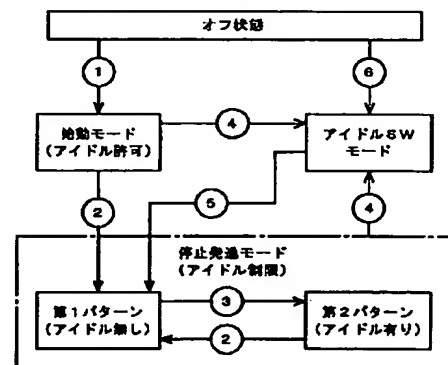 オフ状態
①
⑥
始動モード
(アイドル許可)
④
アイドルSW
モード
②
⑤
④
停止発進モード
(アイドル制限)
第1パターン
(アイドル無し)
③
②
第2パターン
(アイドル有り)